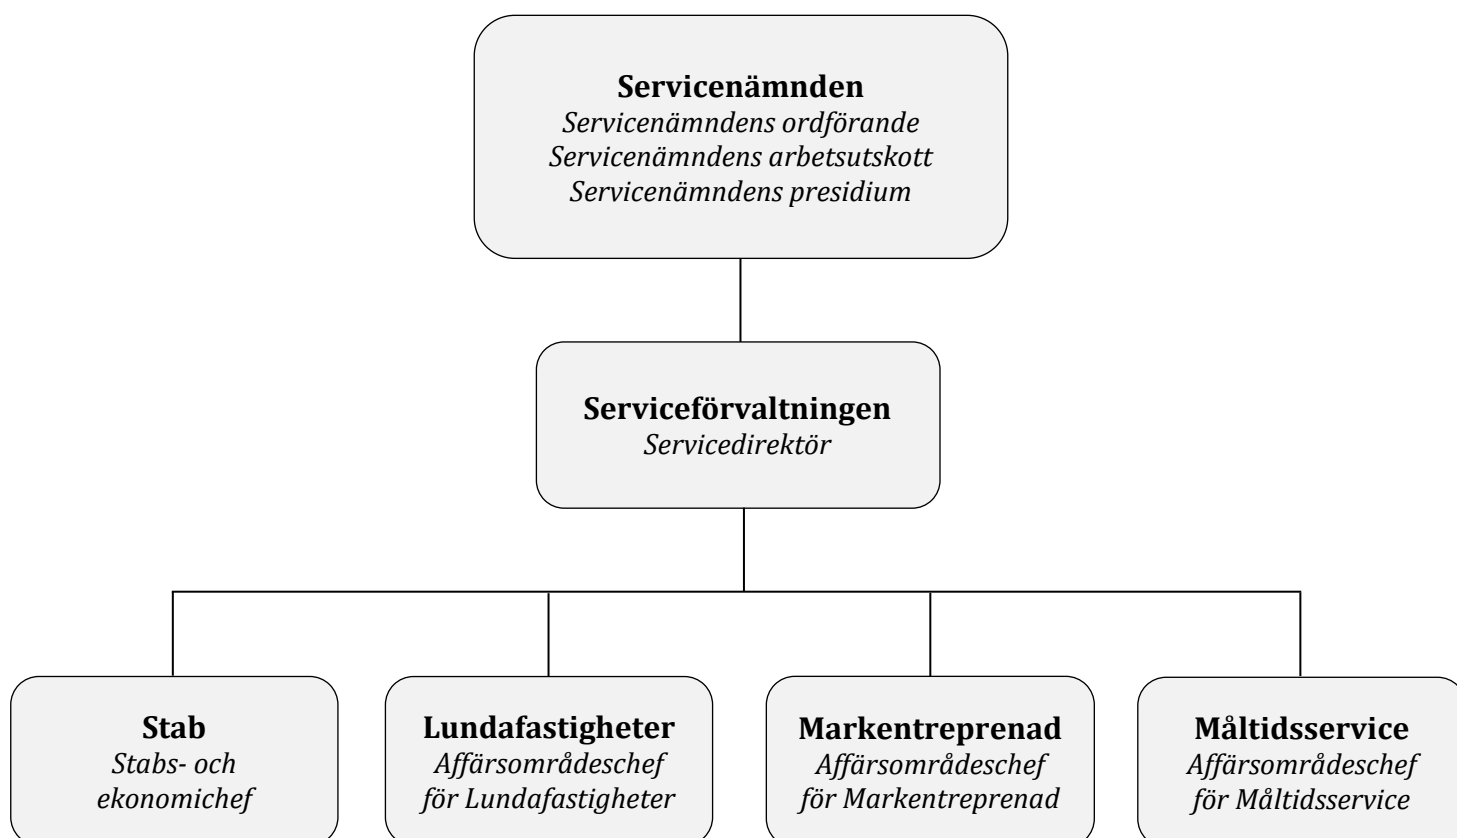 Servicenämnden
Servicenämndens ordförande
Servicenämndens arbetsutskott
Servicenämndens presidium
Serviceförvaltningen
Servicedirektör
Stab
Stabs- och
ekonomichef
Lundafastigheter
Affärsområdeschef
för Lundafastigheter
Markentreprenad
Affärsområdeschef
för Markentreprenad
Måltidsservice
Affärsområdeschef
för Måltidsservice